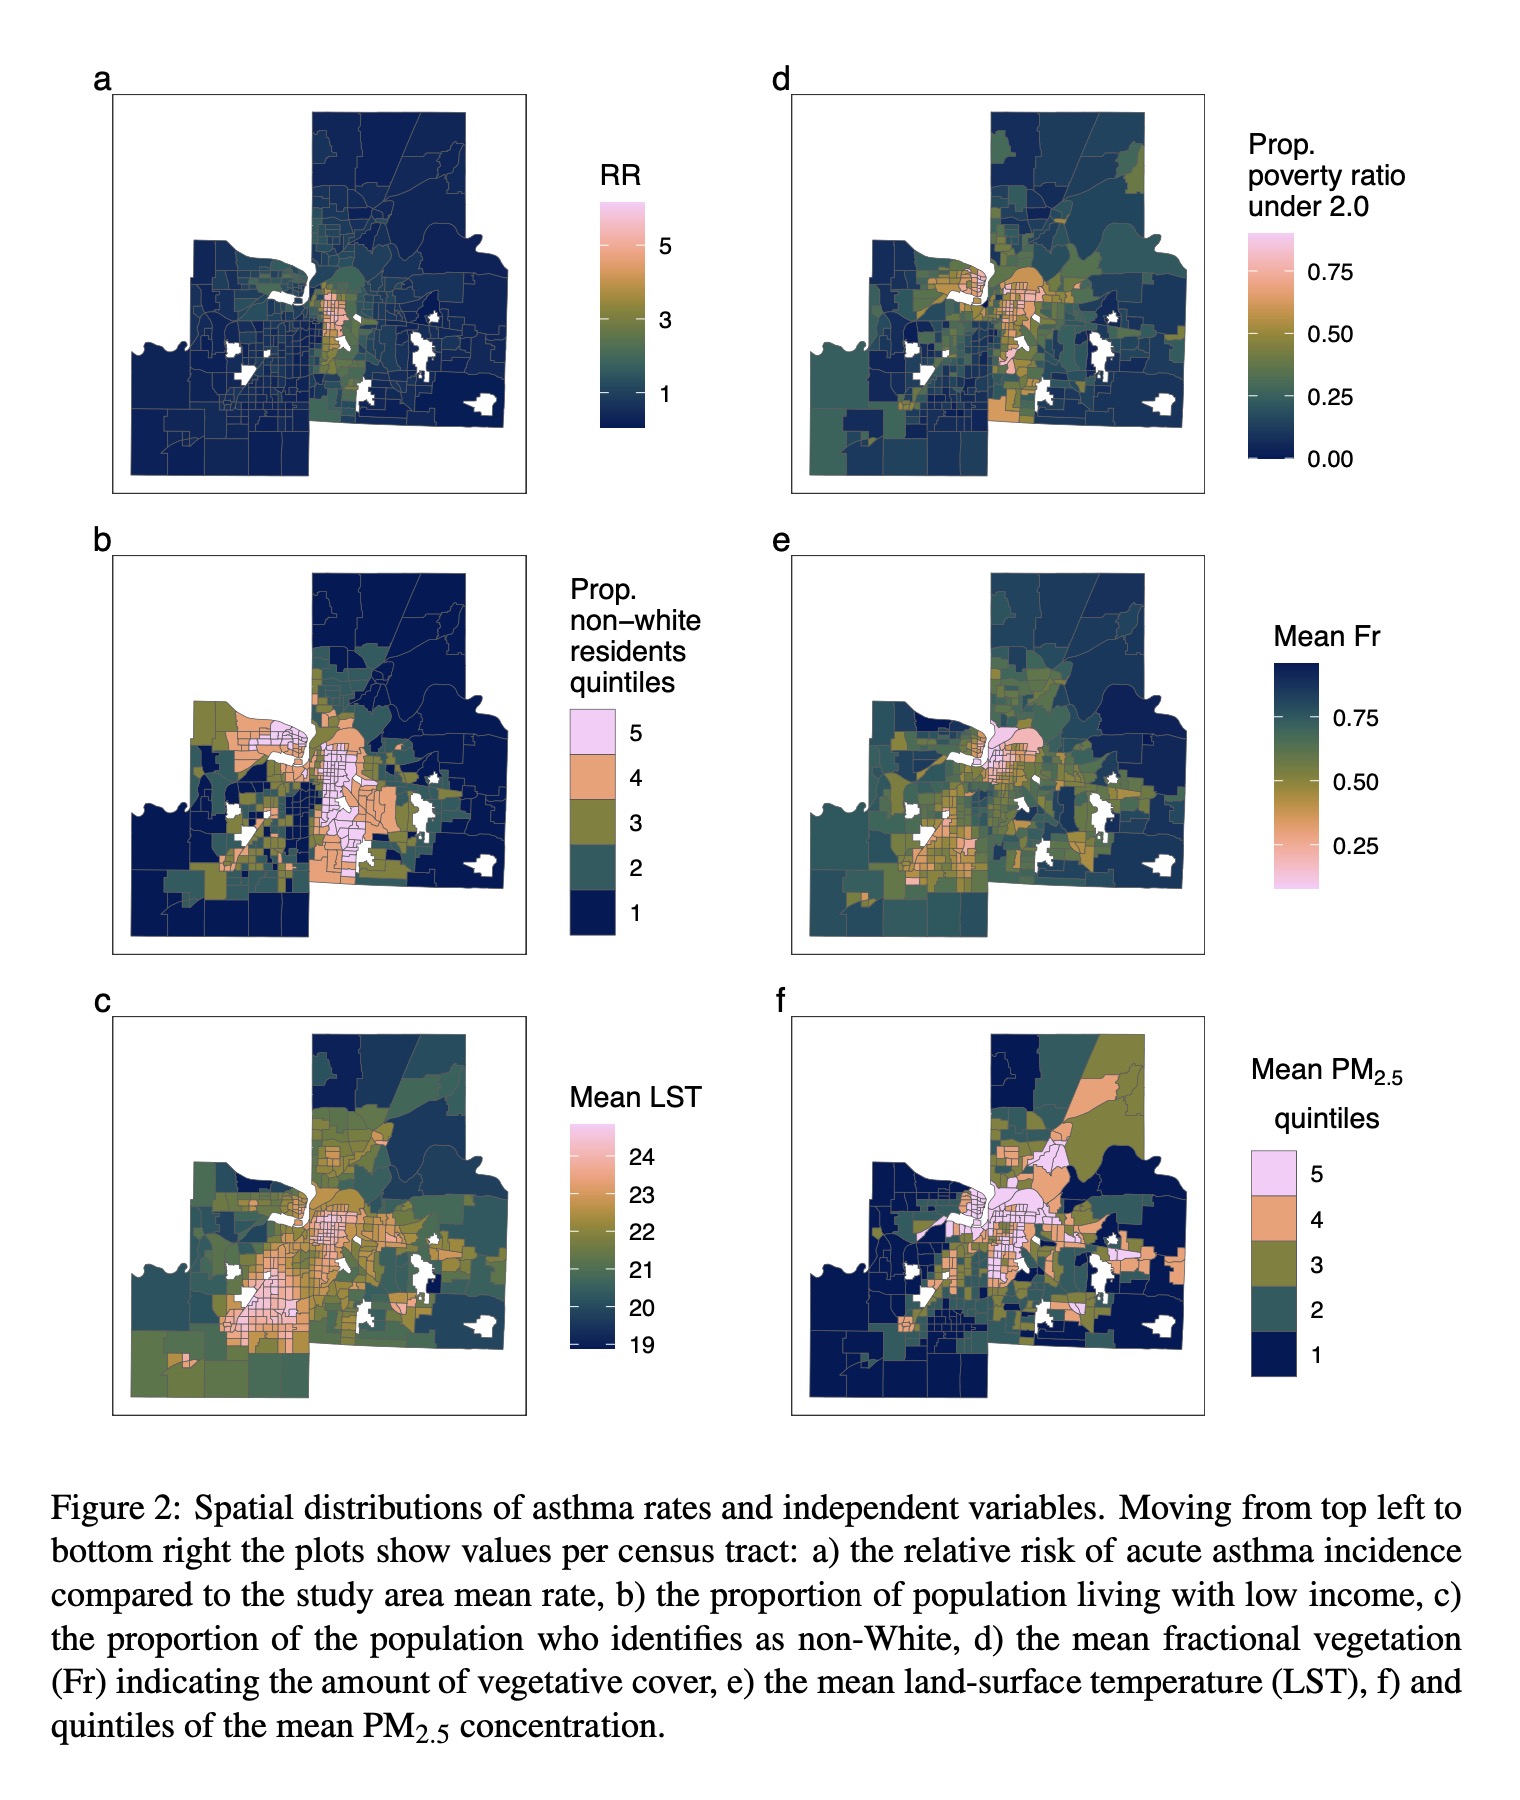 a
RR
5
3
1
d
Prop.
poverty ratio
under 2.0
0.75
0.50
0.25
0.00
b
Prop.
non−white
residents
quintiles
5
4
3
2
1
e
Mean Fr
0.75
0.50
0.25
c
Mean LST
24
23
22
21
20
19
f
Mean PM2.5
quintiles
5
4
3
2
1
Figure 2: Spatial distributions of asthma rates and independent variables. Moving from top left to
bottom right the plots show values per census tract: a) the relative risk of acute asthma incidence
compared to the study area mean rate, b) the proportion of population living with low income, c)
the proportion of the population who identifies as non-White, d) the mean fractional vegetation
(Fr) indicating the amount of vegetative cover, e) the mean land-surface temperature (LST), f) and
quintiles of the mean PM2.5 concentration.